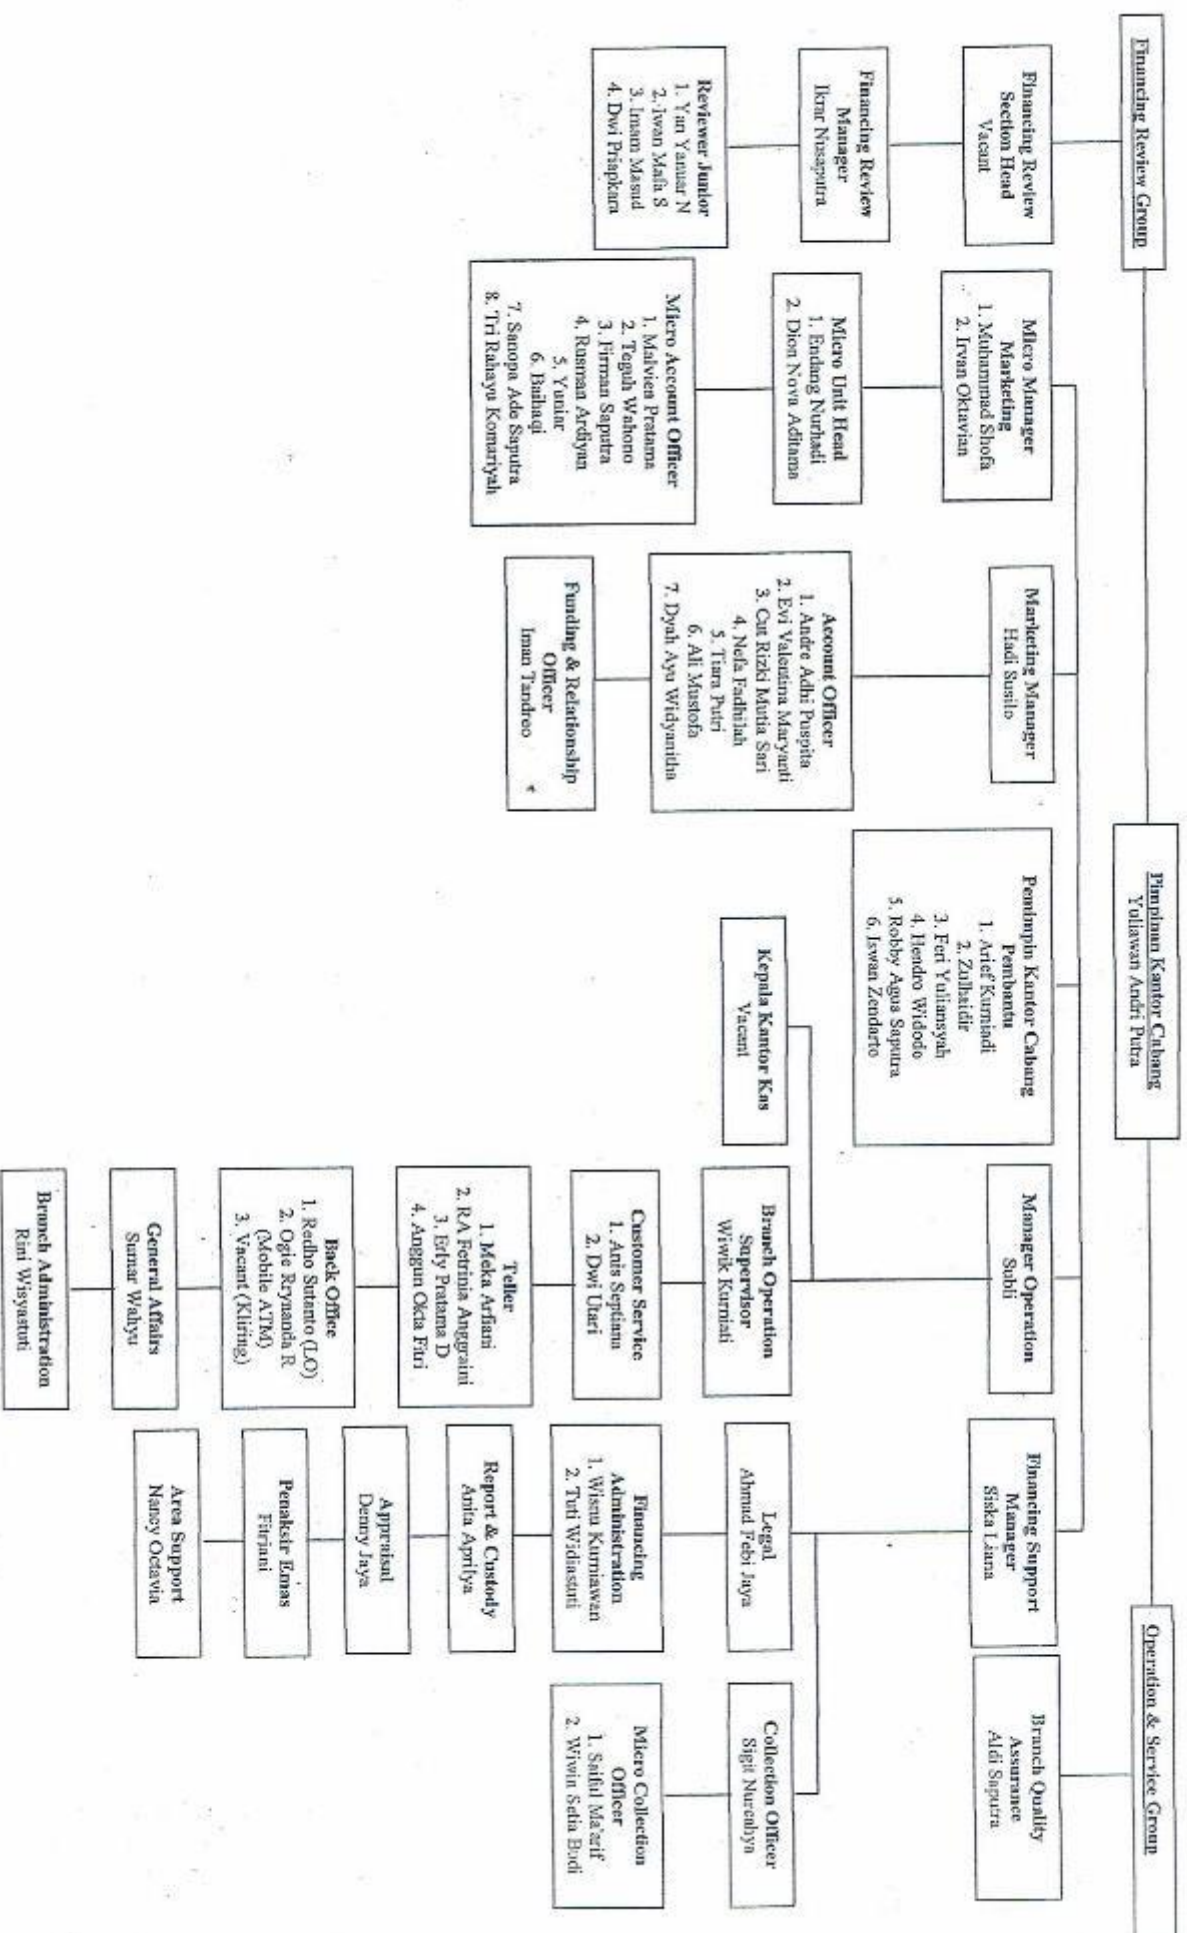 Financing Review Group
Pimpinan Kantor Cabang
Yuliawan Andri Putra
Operation & Service Group
Financing Review
Section Head
Vacant
Micro Manager
Marketing
1. Muhammad Shofa
2. Irvan Oktavian
Marketing Manager
Hadi Susilo
Pemimpin Kantor Cabang
Pembantu
1. Arief Kurniadi
2. Zulhaidir
3. Feri Yuliansyah
4. Hendro Widodo
5. Robby Agus Saputra
6. Iswan Zendarto
Manager Operation
Subli
Financing Support
Manager
Siska Liana
Branch Quality
Assurance
Aldi Saputra
Financing Review
Manager
Ikrar Nusaputra
Micro Unit Head
1. Endang Nurhadi
2. Dion Nova Aditama
Account Officer
1. Andre Adhi Puspita
2. Evi Valentina Maryanti
3. Cut Rizki Mutia Sari
4. Nefa Fadhilah
5. Tiara Putri
6. Ali Mustofa
7. Dyah Ayu Widyanitha
Kepala Kantor Kas
Vacant
Branch Operation
Supervisor
Wiwik Kurniati
Legal
Ahmad Febi Jaya
Collection Officer
Sigit Nurcahya
Reviewer Junior
1. Yan Yanuar N
2. Iwan Mafa S
3. Imam Masud
4. Dwi Priapkara
Micro Account Officer
1. Malvica Pratama
2. Teguh Wahono
3. Firman Saputra
4. Rusman Ardiyan
5. Yuniar
6. Baihaqi
7. Sanopa Ade Saputra
8. Tri Rahayu Komariyah
Funding & Relationship
Officer
Iman Tandreo
Customer Service
1. Anis Septiana
2. Dwi Utari
Financing
Administration
1. Wisnu Kurniawan
2. Tuti Widiastuti
Micro Collection
Officer
1. Saiful Ma'arif
2. Wiwin Setia Budi
Teller
1. Meka Arfiani
2. RA Fetrinia Anggraini
3. Erly Pratama D
4. Anggun Okta Fitri
Report & Custody
Anita Aprilya
Back Office
1. Redho Sutanto (LO)
2. Ogie Rrynanda R
(Mobile ATM)
3. Vacant (Kliring)
Appraisal
Denny Jaya
Penaksir Emas
Fitriani
General Affairs
Sumar Wahyu
Area Support
Nancy Octavia
Branch Administration
Rini Wisyastuti